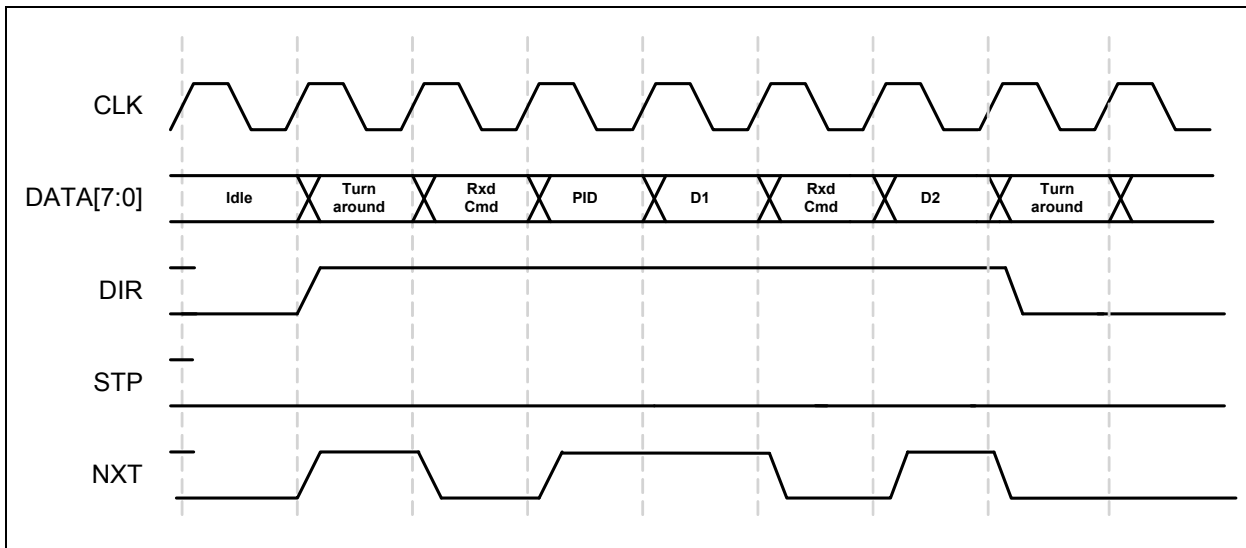 CLK
DATA[7:0]
Idle
Turn
around
Rxd
Cmd
PID
D1
Rxd
Cmd
D2
Turn
around
DIR
STP
NXT